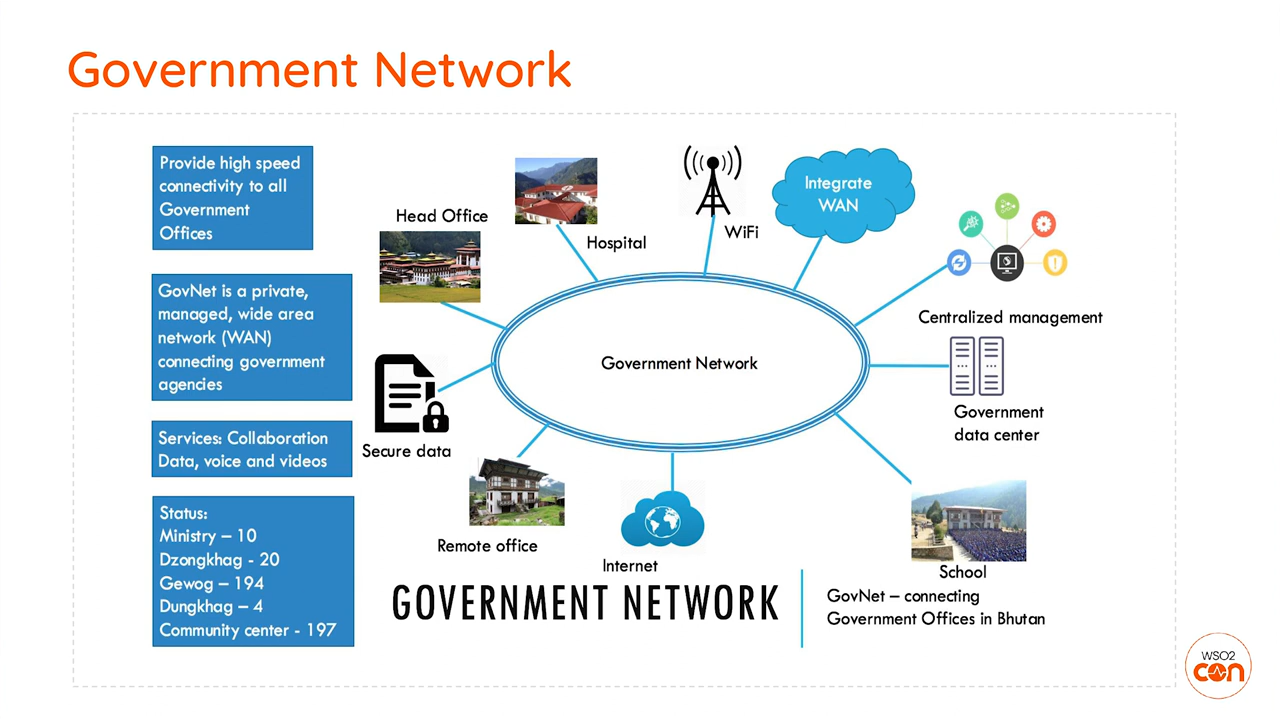 Government Network
Provide high speed
connectivity to all
Government
Offices
GovNet is a private,
managed, wide area
network (WAN)
connecting government
agencies
Services: Collaboration
Data, voice and videos
Status:
Ministry – 10
Dzongkhag - 20
Gewog – 194
Dungkhag – 4
Community center - 197
Head Office
Hospital
WiFi
Integrate
WAN
Centralized management
Government Network
Government
data center
Secure data
Remote office
Internet
School
GOVERNMENT NETWORK
GovNet – connecting
Government Offices in Bhutan
WSO2
con